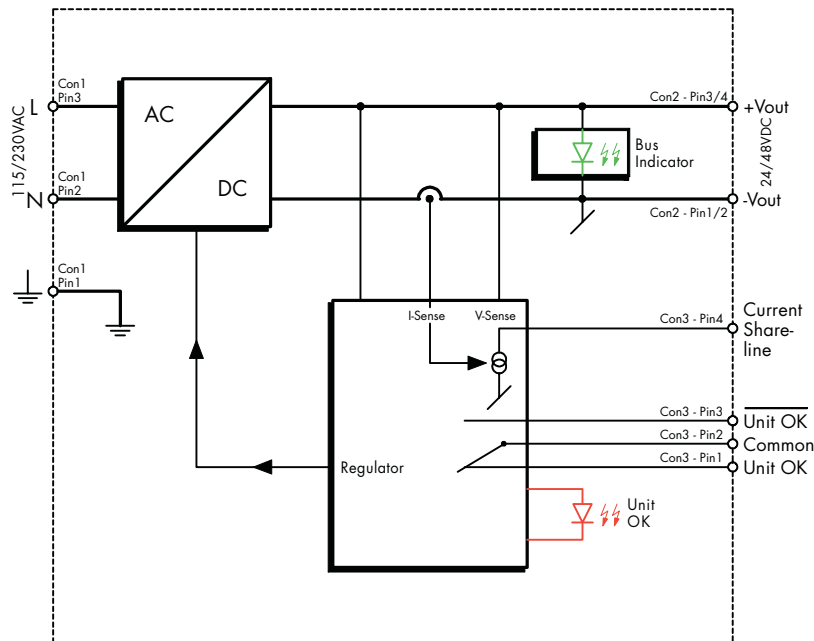 115/230VAC
L
Con1
Pin3
N
Con1
Pin2
Con1
Pin1
AC
DC
Con2 - Pin3/4
+Vout
24/48VDC
Bus
Indicator
Con2 - Pin1/2
-Vout
I-Sense
V-Sense
Con3 - Pin4
Current
Share-
line
Con3 - Pin3
Unit OK
Con3 - Pin2
Common
Con3 - Pin1
Unit OK
Regulator
Unit
OK